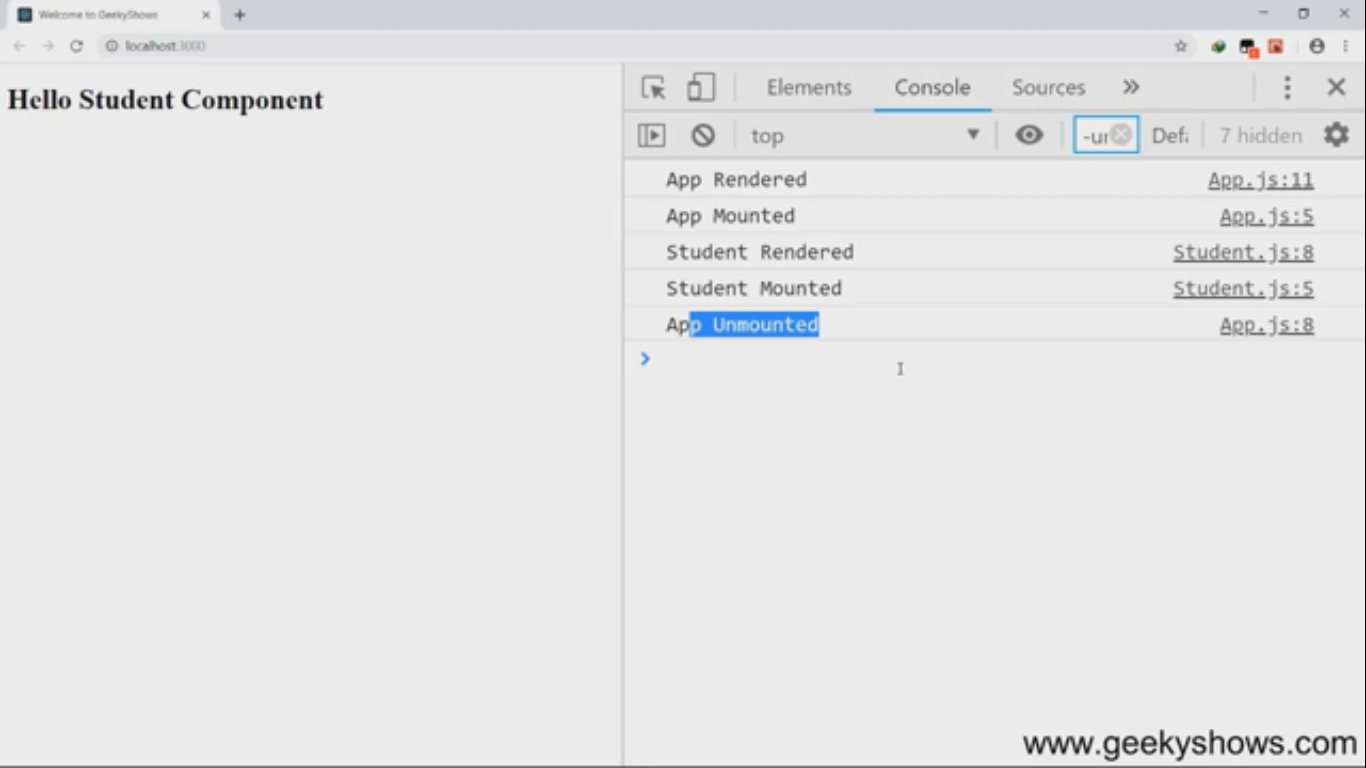 Welcome to GeekyShows
localhost:3000
Hello Student Component
Elements Console Sources
top -ur Defa 7 hidden
App Rendered App.js:11
App Mounted App.js:5
Student Rendered Student.js:8
Student Mounted Student.js:5
App Unmounted App.js:8
www.geekyshows.com